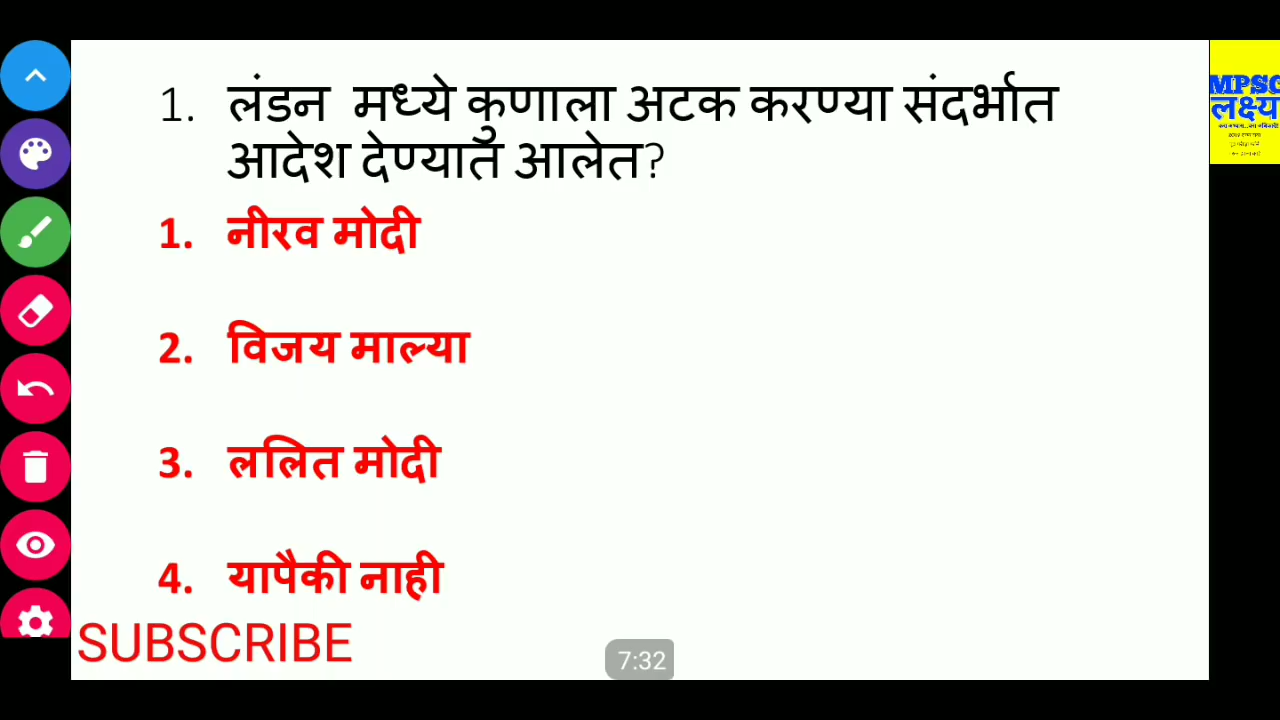 1. लंडन मध्ये कुणाला अटक करण्या संदर्भात
आदेश देण्यात आलेत?
1. नीरव मोदी
2. विजय माल्या
3. ललित मोदी
4. यापैकी नाही
SUBSCRIBE
7:32
MPSC
लक्ष्य